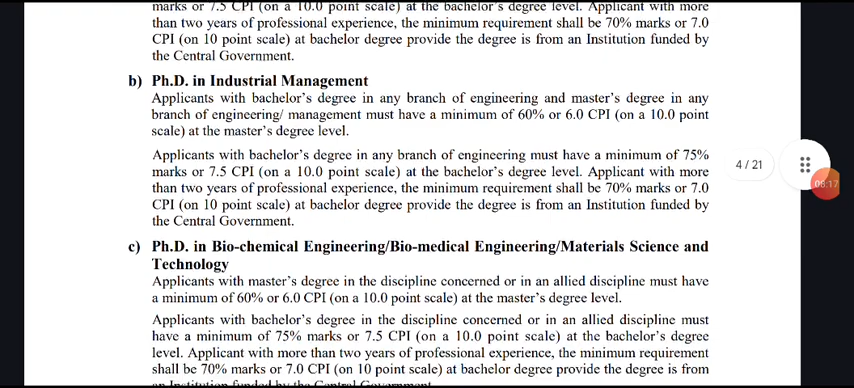 marks or 7.5 CPI (on a 10.0 point scale) at the bachelor's degree level. Applicant with more
than two years of professional experience, the minimum requirement shall be 70% marks or 7.0
CPI (on 10 point scale) at bachelor degree provide the degree is from an Institution funded by
the Central Government.
b) Ph.D. in Industrial Management
Applicants with bachelor's degree in any branch of engineering and master's degree in any
branch of engineering/ management must have a minimum of 60% or 6.0 CPI (on a 10.0 point
scale) at the master's degree level.
Applicants with bachelor's degree in any branch of engineering must have a minimum of 75%
marks or 7.5 CPI (on a 10.0 point scale) at the bachelor's degree level. Applicant with more
than two years of professional experience, the minimum requirement shall be 70% marks or 7.0
CPI (on 10 point scale) at bachelor degree provide the degree is from an Institution funded by
the Central Government.
4/21
06:17
c) Ph.D. in Bio-chemical Engineering/Bio-medical Engineering/Materials Science and
Technology
Applicants with master's degree in the discipline concerned or in an allied discipline must have
a minimum of 60% or 6.0 CPI (on a 10.0 point scale) at the master's degree level.
Applicants with bachelor's degree in the discipline concerned or in an allied discipline must
have a minimum of 75% marks or 7.5 CPI (on a 10.0 point scale) at the bachelor's degree
level. Applicant with more than two years of professional experience, the minimum requirement
shall be 70% marks or 7.0 CPI (on 10 point scale) at bachelor degree provide the degree is from
an Institution funded by the Central Government